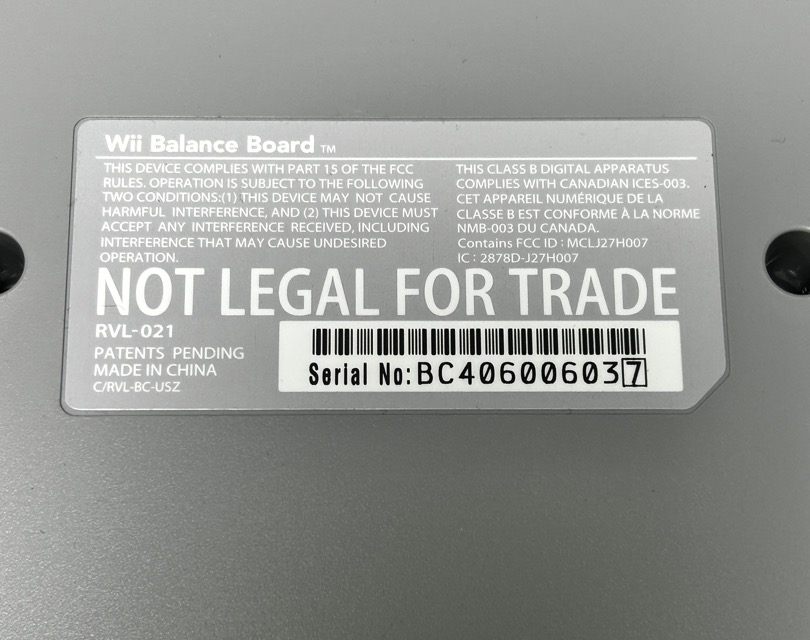 Wii Balance Board TM
THIS DEVICE COMPLIES WITH PART 15 OF THE FCC
RULES. OPERATION IS SUBJECT TO THE FOLLOWING
TWO CONDITIONS:(1) THIS DEVICE MAY NOT CAUSE
HARMFUL INTERFERENCE, AND (2) THIS DEVICE MUST
ACCEPT ANY INTERFERENCE RECEIVED, INCLUDING
INTERFERENCE THAT MAY CAUSE UNDESIRED
OPERATION.
THIS CLASS B DIGITAL APPARATUS
COMPLIES WITH CANADIAN ICES-003.
CET APPAREIL NUMÉRIQUE DE LA
CLASSE B EST CONFORME À LA NORME
NMB-003 DU CANADA.
Contains FCC ID : MCLJ27H007
IC : 2878D-J27H007
NOT LEGAL FOR TRADE
RVL-021
PATENTS PENDING
MADE IN CHINA
C/RVL-BC-USZ
Serial No:BC406006037